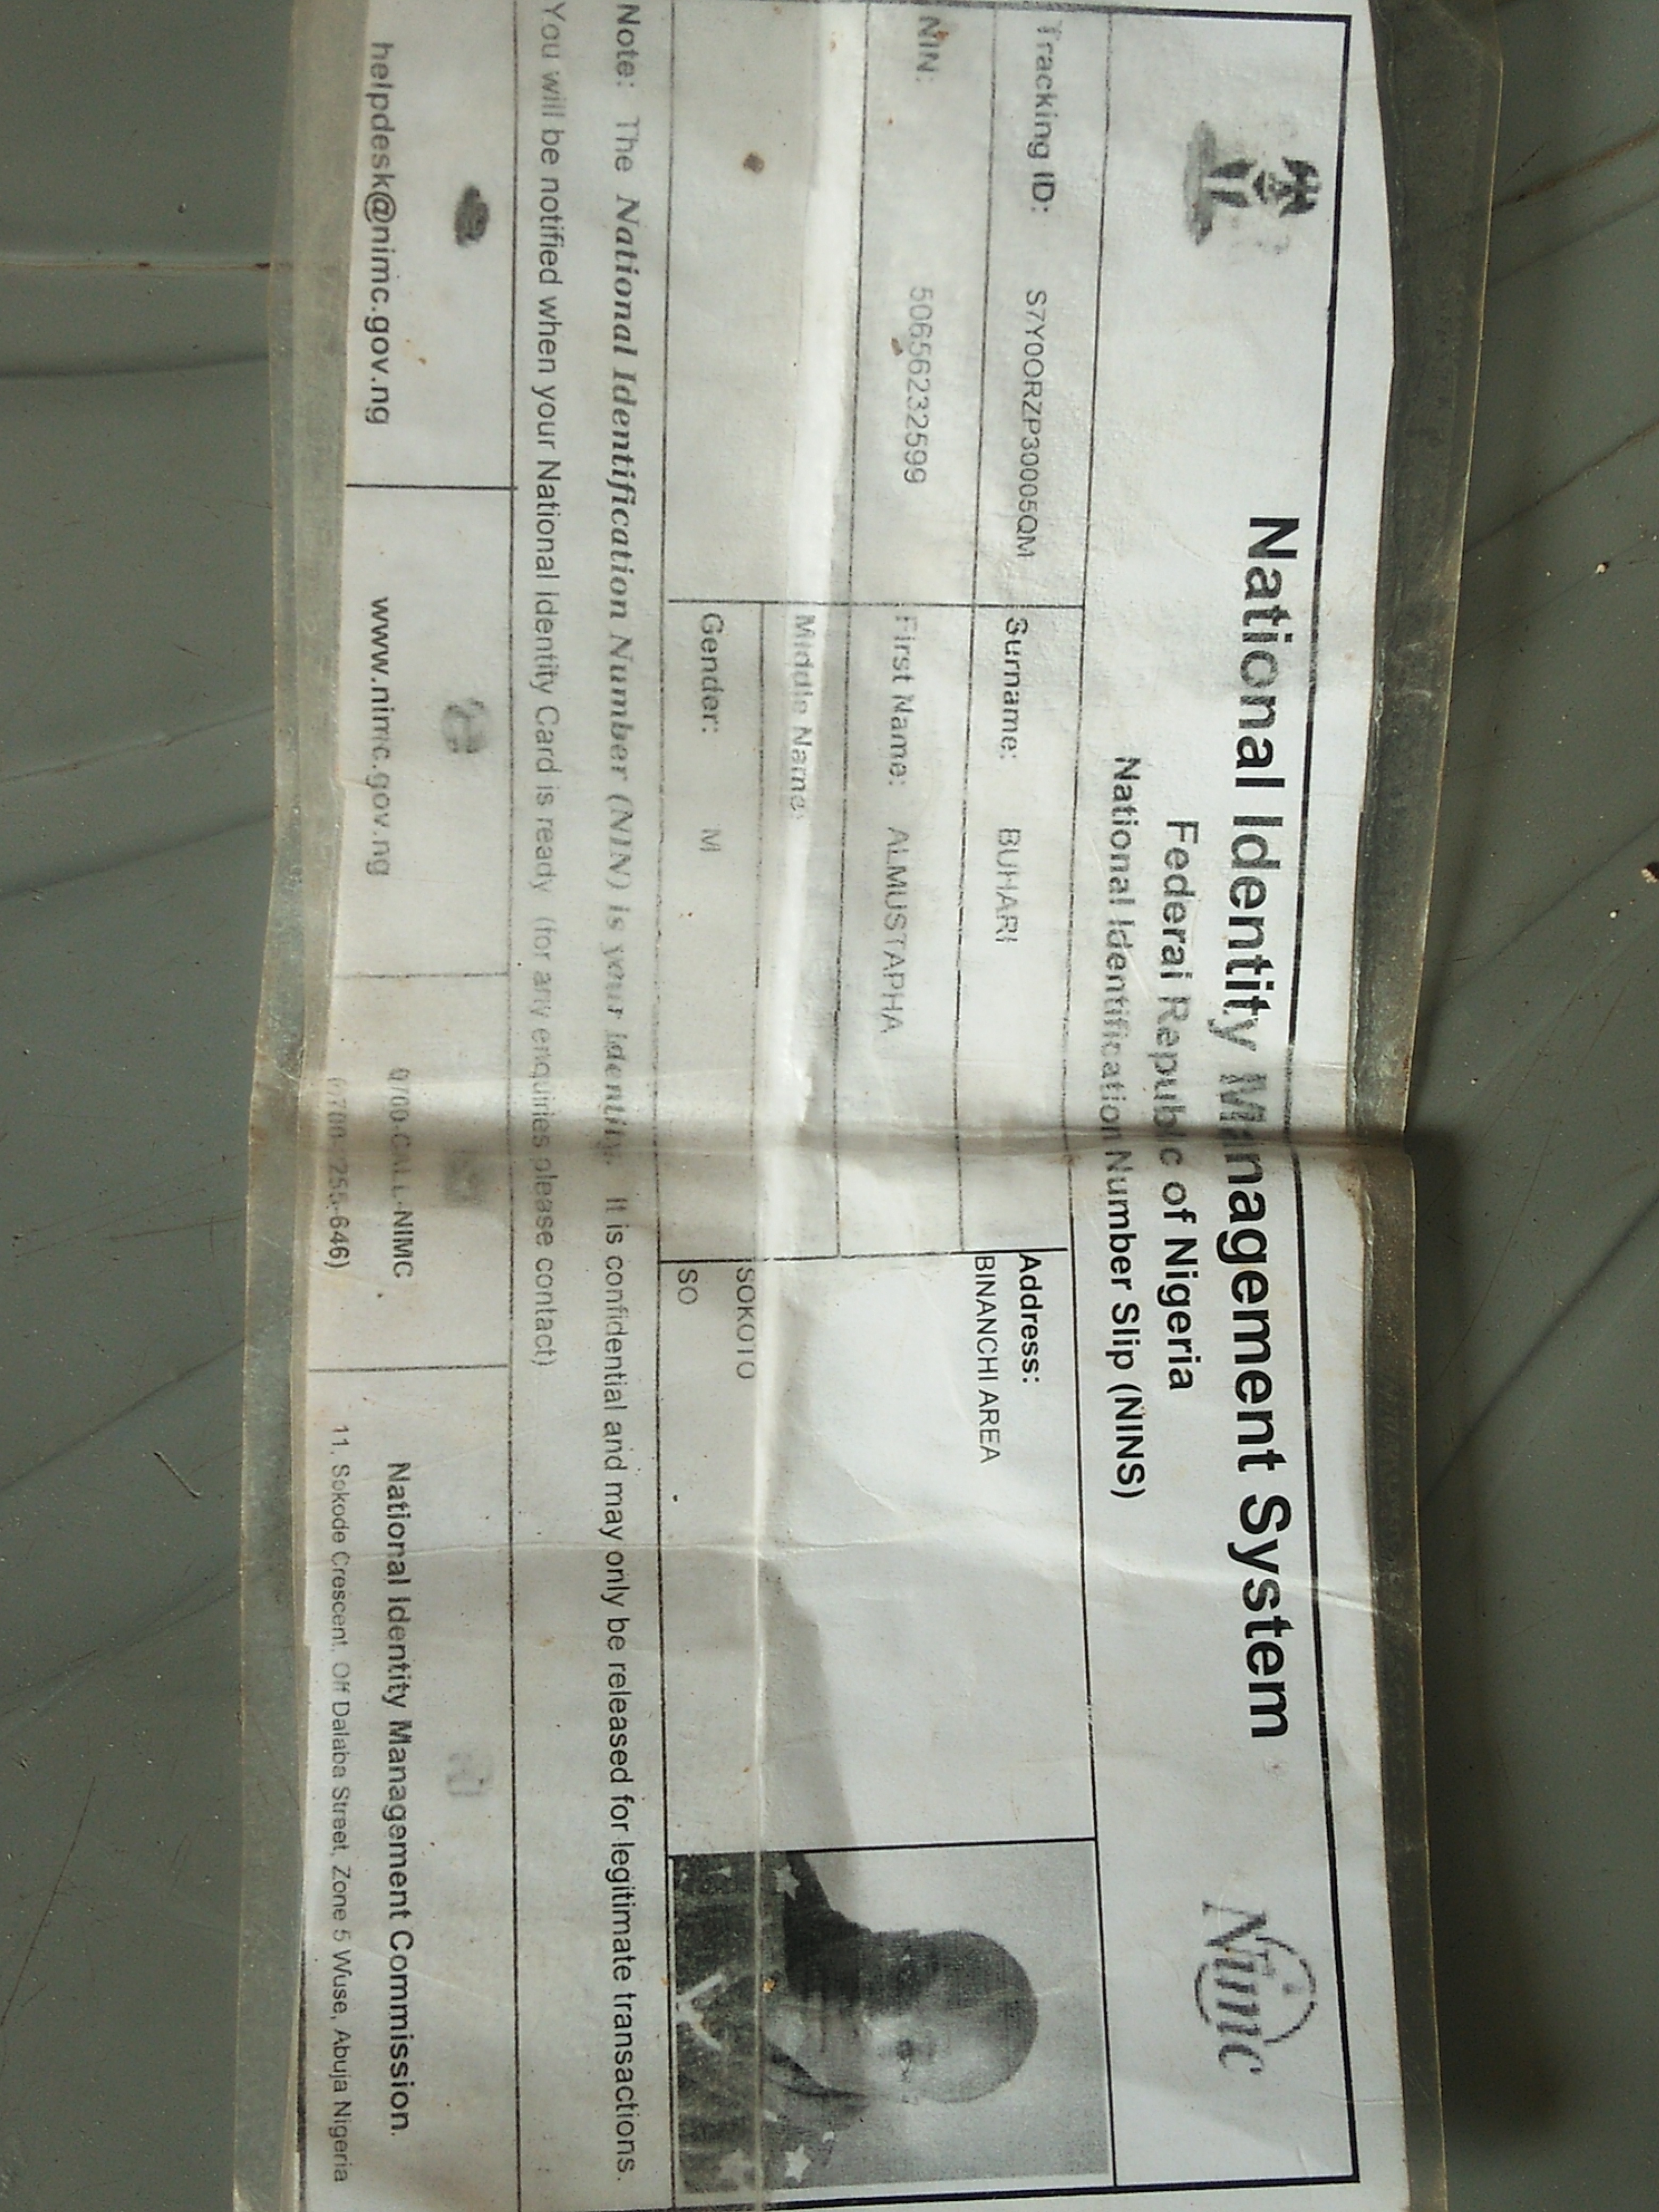 National Identity Management System
Federal Republic of Nigeria
National Identification Number Slip (NINS)
Nimc
Tracking ID: S7Y0ORZP30005QM
Surname: BUHARI
Address:
BINANCHI AREA
NIN: 50656232599
First Name: ALMUSTAPHA
Middle Name:
Gender: M
SOKOTO
SO
Note: The National Identification Number (NIN) is your identity. It is confidential and may only be released for legitimate transactions.
You will be notified when your National Identity Card is ready (for any enquiries please contact)
helpdesk@nimc.gov.ng
www.nimc.gov.ng
0700-CALL-NIMC
(0700-2255-646)
National Identity Management Commission.
11, Sokode Crescent, Off Dalaba Street, Zone 5 Wuse, Abuja Nigeria